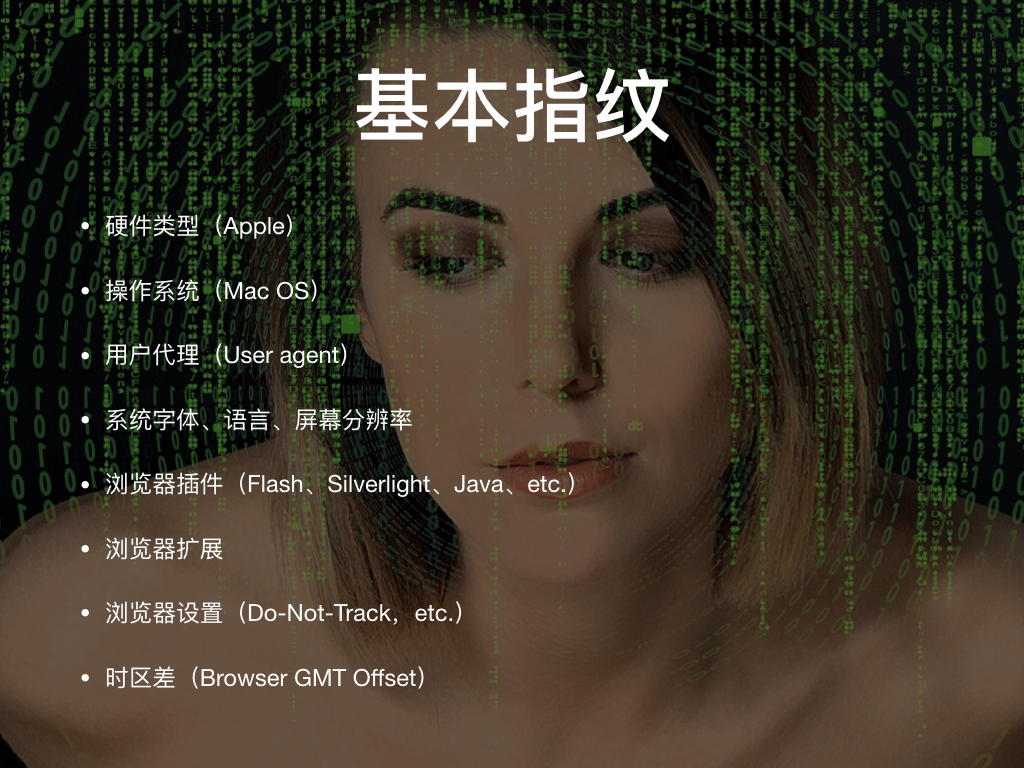 基本指纹
• 硬件类型（Apple）
• 操作系统（Mac OS）
• 用户代理（User agent）
• 系统字体、语言、屏幕分辨率
• 浏览器插件（Flash、Silverlight、Java、etc.）
• 浏览器扩展
• 浏览器设置（Do-Not-Track，etc.）
• 时区差（Browser GMT Offset）